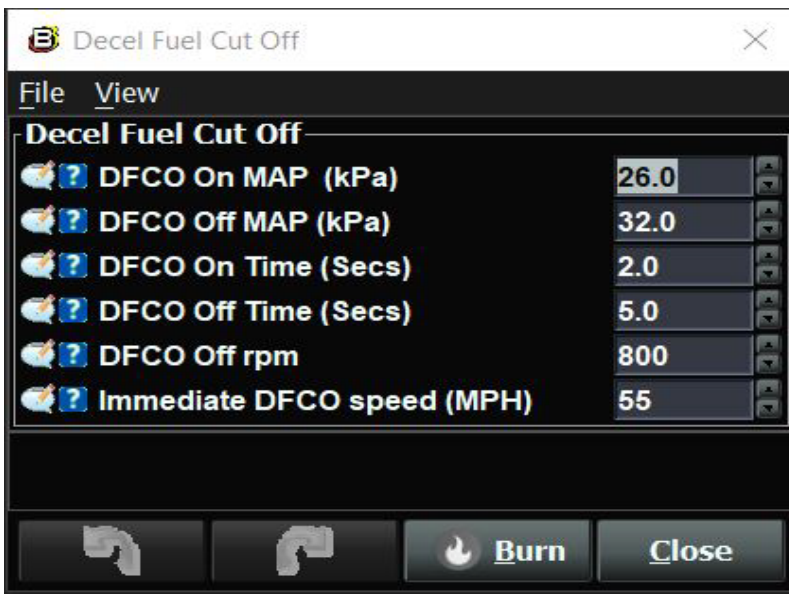 Decel Fuel Cut Off
File View
Decel Fuel Cut Off
DFCO On MAP (kPa) 26.0
DFCO Off MAP (kPa) 32.0
DFCO On Time (Secs) 2.0
DFCO Off Time (Secs) 5.0
DFCO Off rpm 800
Immediate DFCO speed (MPH) 55
Burn Close